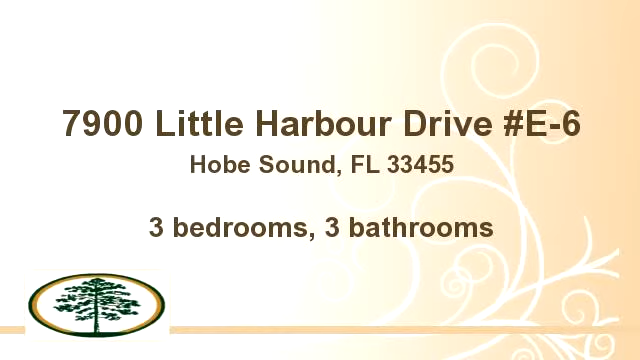 7900 Little Harbour Drive #E-6
Hobe Sound, FL 33455
3 bedrooms, 3 bathrooms